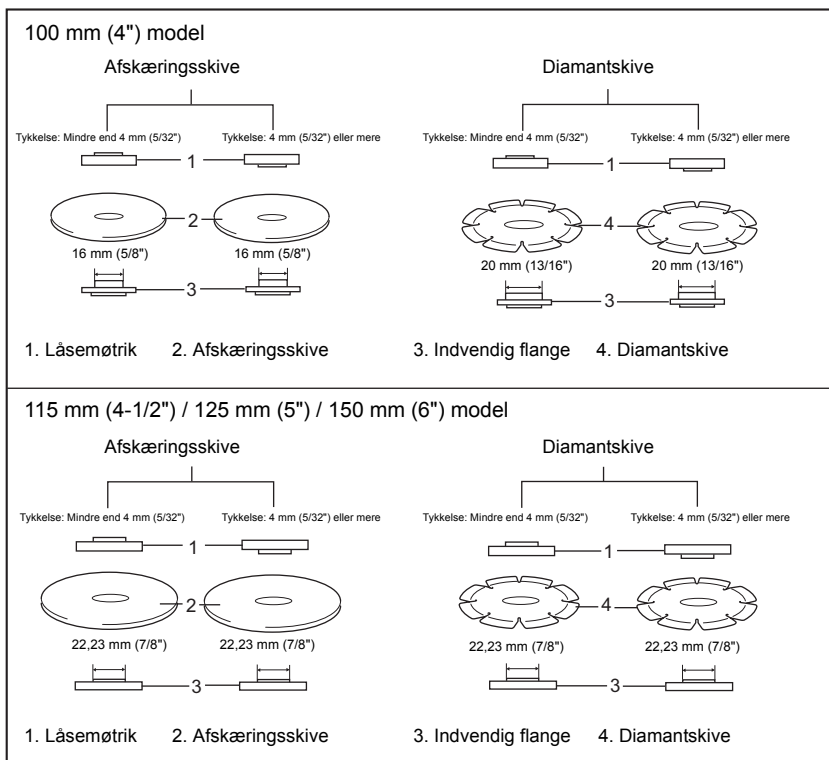 100 mm (4") model
Afskæringsskive Diamantskive
Tykkelse: Mindre end 4 mm (5/32") Tykkelse: 4 mm (5/32") eller mere Tykkelse: Mindre end 4 mm (5/32") Tykkelse: 4 mm (5/32") eller mere
1 1
2 4
16 mm (5/8") 16 mm (5/8") 20 mm (13/16") 20 mm (13/16")
3 3
1. Låsemøtrik 2. Afskæringsskive 3. Indvendig flange 4. Diamantskive
115 mm (4-1/2") / 125 mm (5") / 150 mm (6") model
Afskæringsskive Diamantskive
Tykkelse: Mindre end 4 mm (5/32") Tykkelse: 4 mm (5/32") eller mere Tykkelse: Mindre end 4 mm (5/32") Tykkelse: 4 mm (5/32") eller mere
1 1
2 4
22,23 mm (7/8") 22,23 mm (7/8") 22,23 mm (7/8") 22,23 mm (7/8")
3 3
1. Låsemøtrik 2. Afskæringsskive 3. Indvendig flange 4. Diamantskive